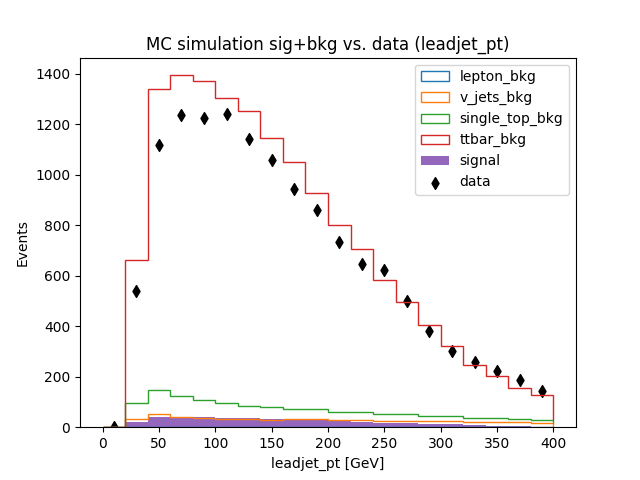 MC simulation sig+bkg vs. data (leadjet_pt)
1400
1200
1000
800
600
400
200
0
Events
lepton_bkg
v_jets_bkg
single_top_bkg
ttbar_bkg
signal
data
0 50 100 150 200 250 300 350 400
leadjet_pt [GeV]